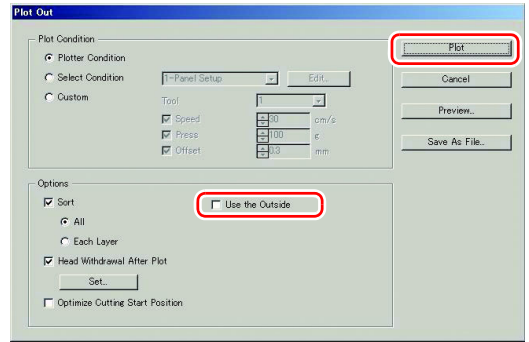 Plot Out
Plot Condition
Plotter Condition
Select Condition 1-Panel Setup Edit..
Custom Tool 1
Speed 30 cm/s
Press 100 g
Offset 0.3 mm
Plot
Cancel
Preview...
Save As File...
Options
Sort Use the Outside
All
Each Layer
Head Withdrawal After Plot
Set...
Optimize Cutting Start Position